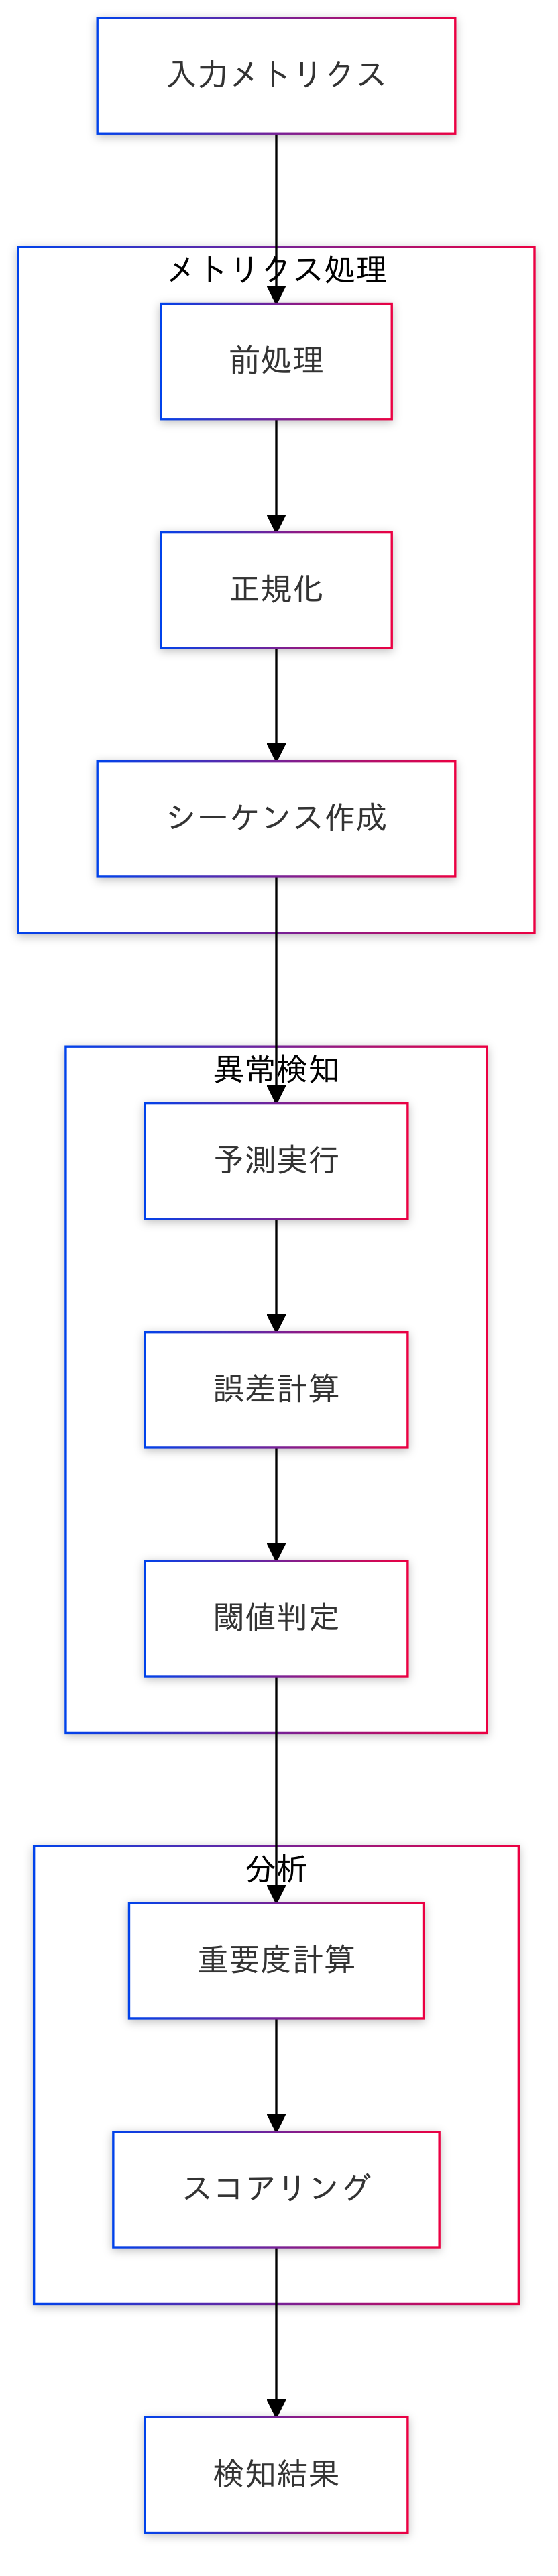 入力メトリクス
メトリクス処理
前処理
正規化
シーケンス作成
異常検知
予測実行
誤差計算
閾値判定
分析
重要度計算
スコアリング
検知結果